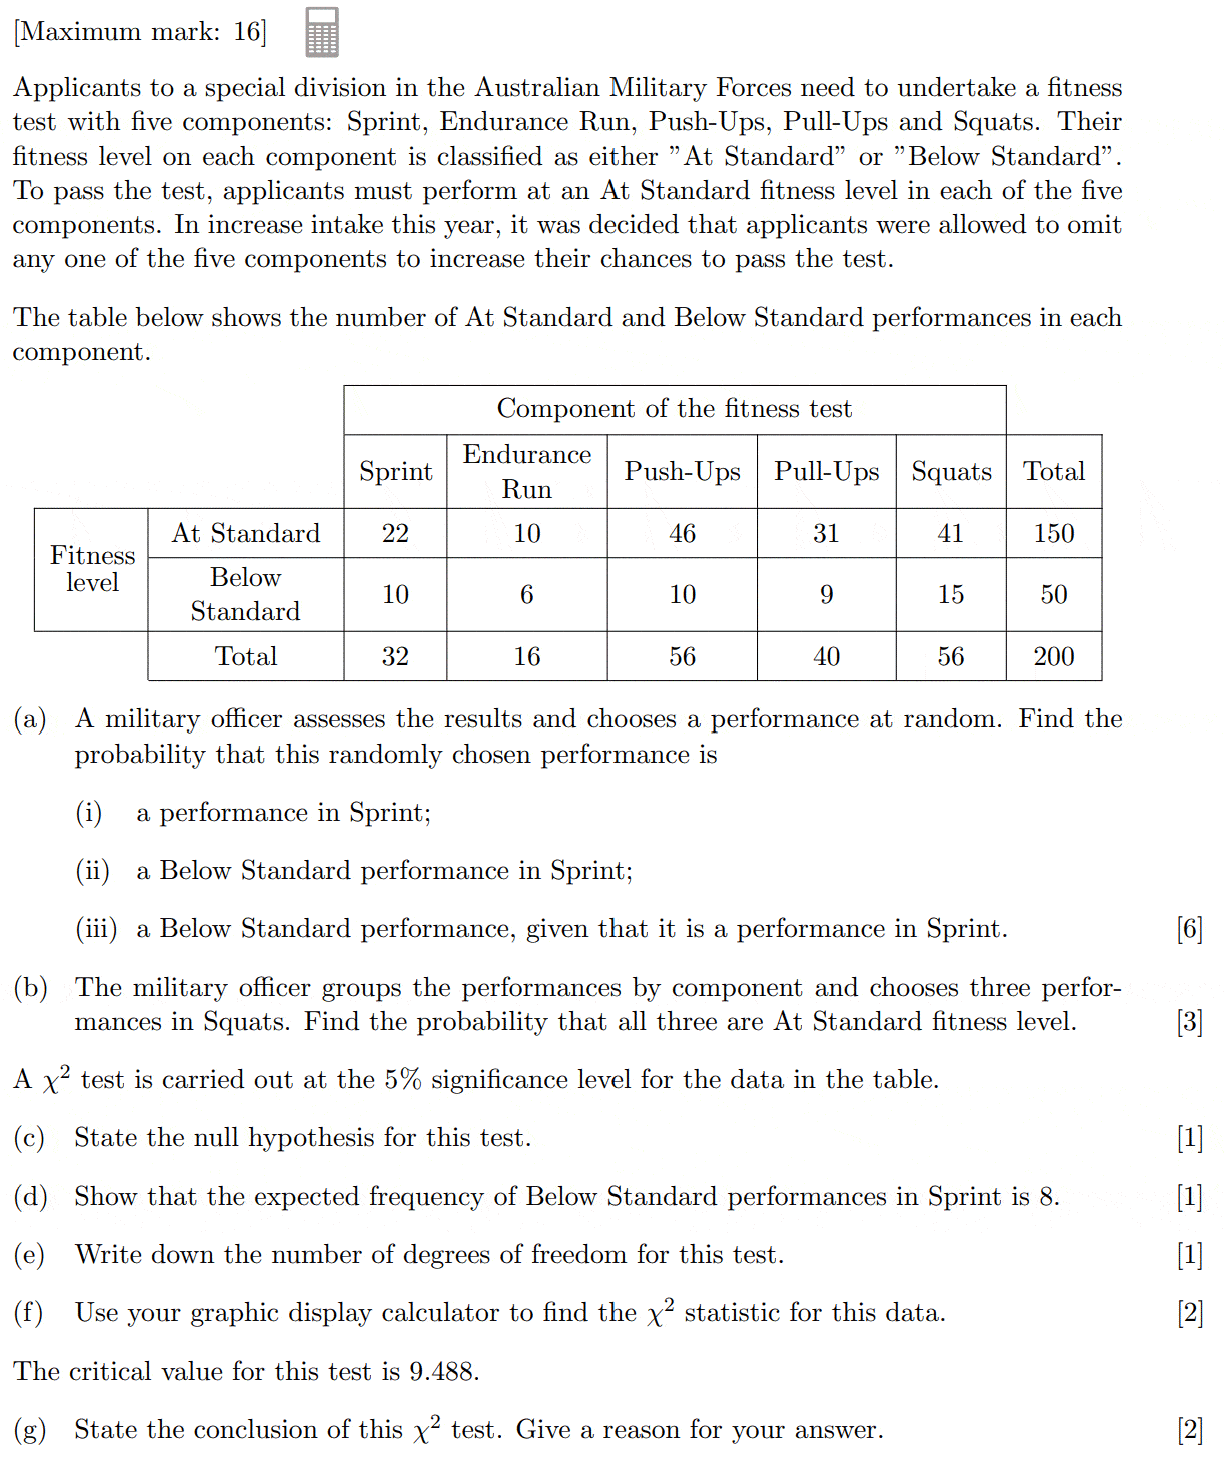 [Maximum mark: 16]
Applicants to a special division in the Australian Military Forces need to undertake a fitness
test with five components: Sprint, Endurance Run, Push-Ups, Pull-Ups and Squats. Their
fitness level on each component is classified as either ”At Standard” or ”Below Standard”.
To pass the test, applicants must perform at an At Standard fitness level in each of the five
components. In increase intake this year, it was decided that applicants were allowed to omit
any one of the five components to increase their chances to pass the test.
The table below shows the number of At Standard and Below Standard performances in each
component.
Component of the fitness test
Sprint Endurance Run Push-Ups Pull-Ups Squats Total
Fitness level
At Standard 22 10 46 31 41 150
Below Standard 10 6 10 9 15 50
Total 32 16 56 40 56 200
(a) A military officer assesses the results and chooses a performance at random. Find the
probability that this randomly chosen performance is
(i) a performance in Sprint;
(ii) a Below Standard performance in Sprint;
(iii) a Below Standard performance, given that it is a performance in Sprint. [6]
(b) The military officer groups the performances by component and chooses three perfor-
mances in Squats. Find the probability that all three are At Standard fitness level. [3]
A χ² test is carried out at the 5% significance level for the data in the table.
(c) State the null hypothesis for this test. [1]
(d) Show that the expected frequency of Below Standard performances in Sprint is 8. [1]
(e) Write down the number of degrees of freedom for this test. [1]
(f) Use your graphic display calculator to find the χ² statistic for this data. [2]
The critical value for this test is 9.488.
(g) State the conclusion of this χ² test. Give a reason for your answer. [2]